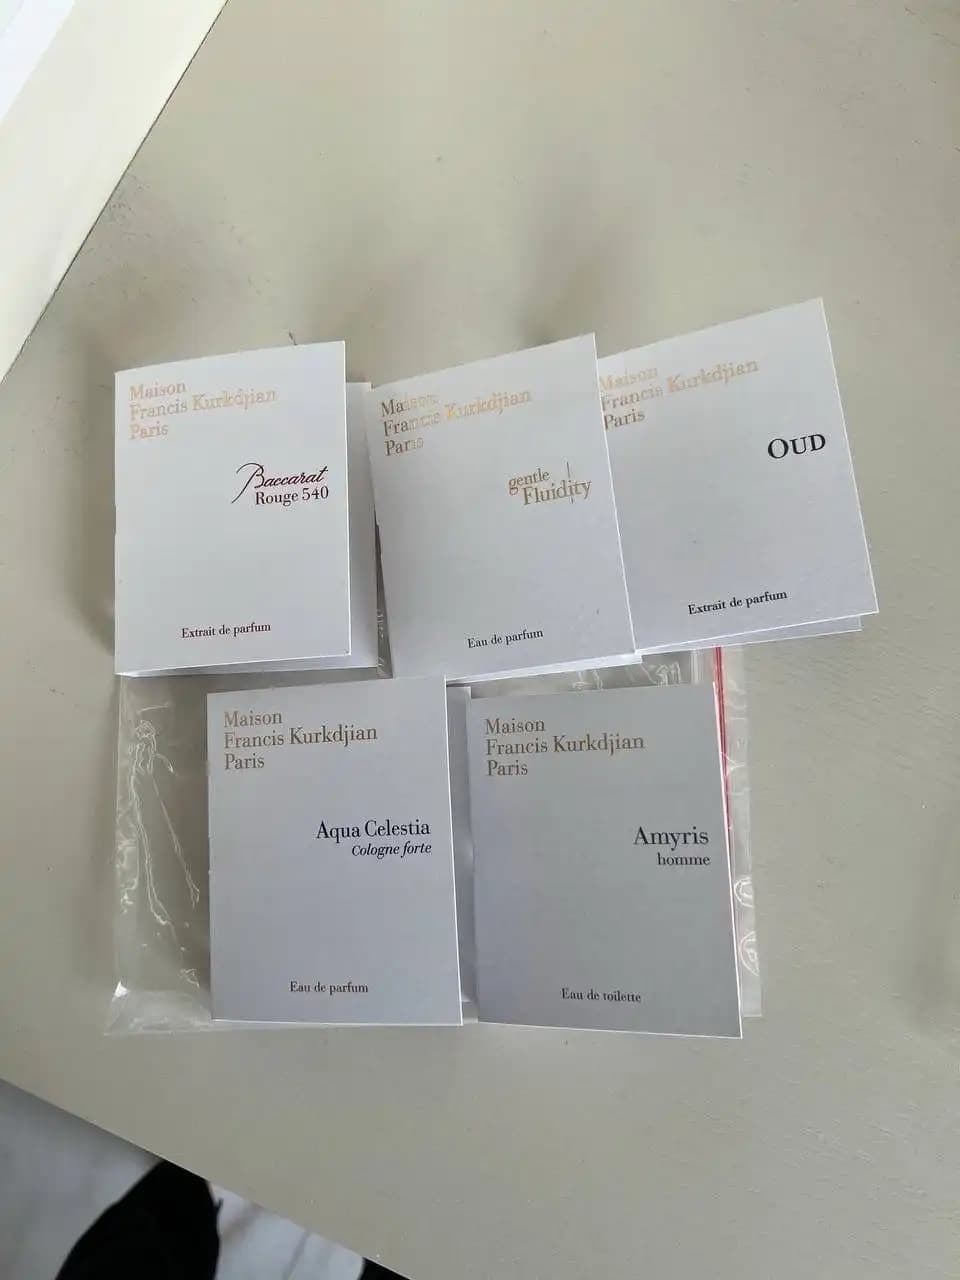 Maison
Francis Kurkdjian
Paris
Baccarat
Rouge 540
Extrait de parfum
Maison
Francis Kurkdjian
Paris
gentle
Fluidity
Eau de parfum
Maison
Francis Kurkdjian
Paris
OUD
Extrait de parfum
Maison
Francis Kurkdjian
Paris
Aqua Celestia
Cologne forte
Eau de parfum
Maison
Francis Kurkdjian
Paris
Amyris
homme
Eau de toilette